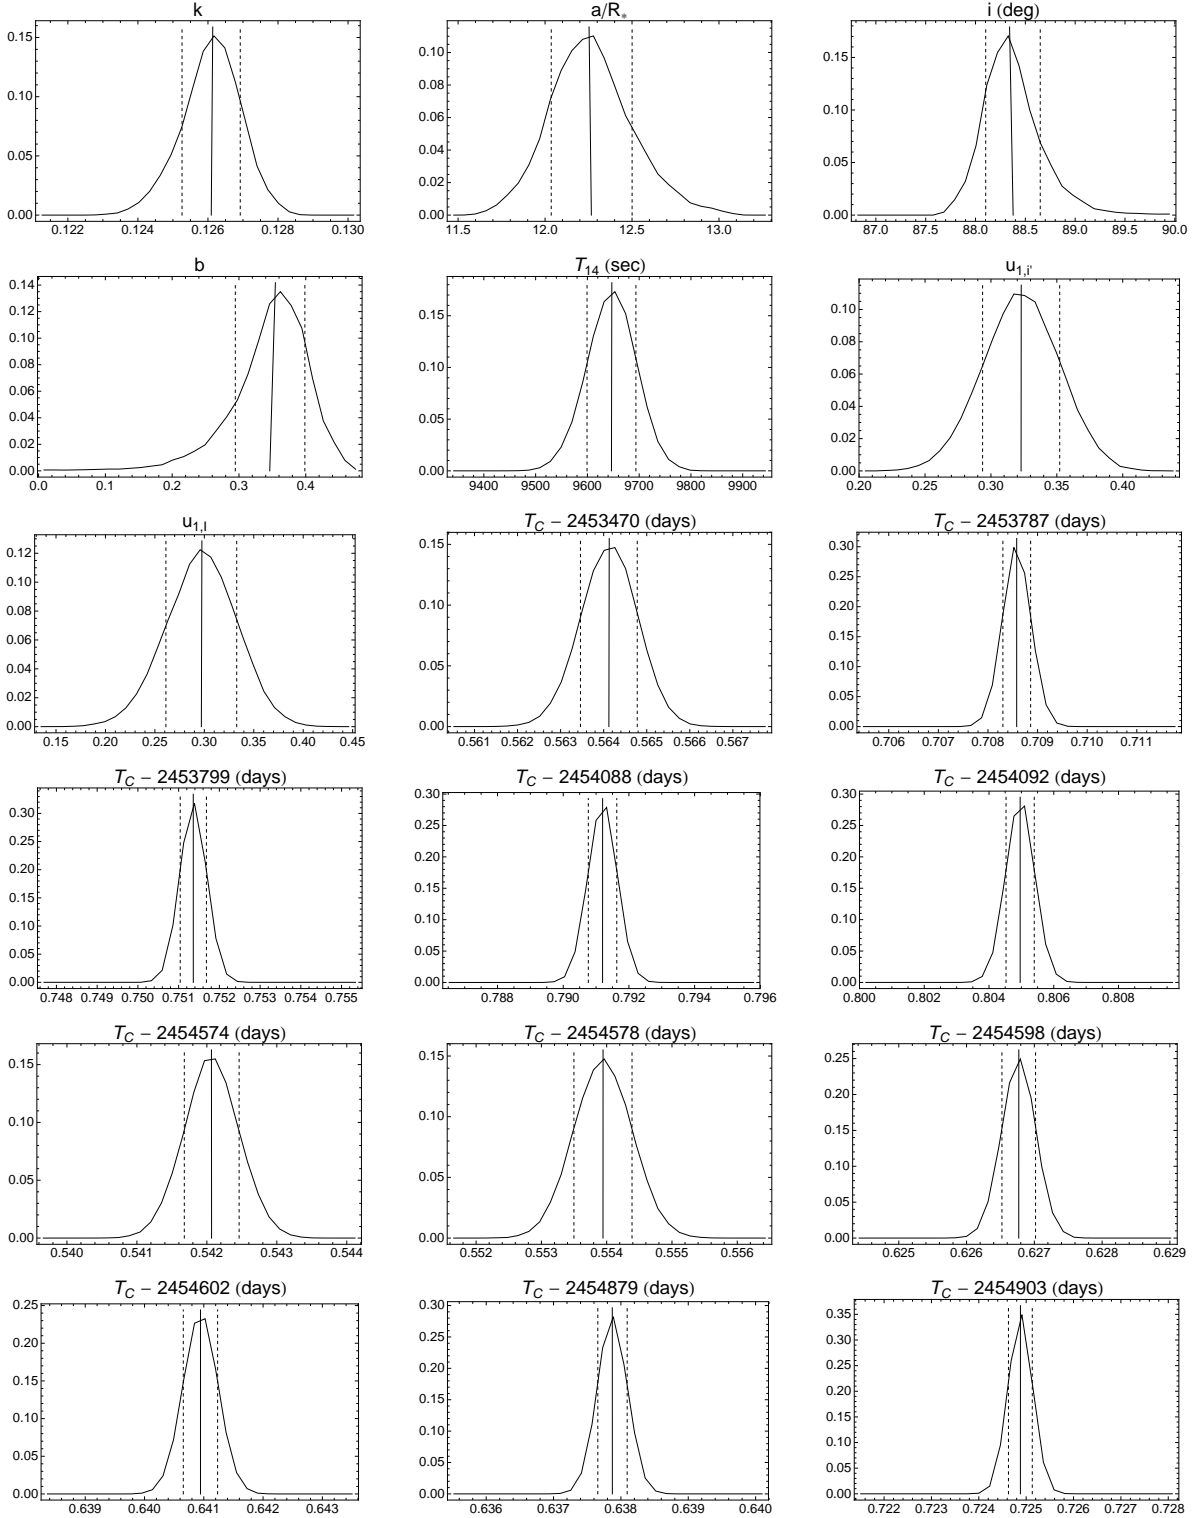 k
0.15
0.10
0.05
0.00
0.122 0.124 0.126 0.128 0.130
a/R*
0.10
0.08
0.06
0.04
0.02
0.00
11.5 12.0 12.5 13.0
i (deg)
0.15
0.10
0.05
0.00
87.0 87.5 88.0 88.5 89.0 89.5 90.0
b
0.14
0.12
0.10
0.08
0.06
0.04
0.02
0.00
0.0 0.1 0.2 0.3 0.4
T14 (sec)
0.15
0.10
0.05
0.00
9400 9500 9600 9700 9800 9900
u1,i'
0.10
0.08
0.06
0.04
0.02
0.00
0.20 0.25 0.30 0.35 0.40
u1,I
0.12
0.10
0.08
0.06
0.04
0.02
0.00
0.15 0.20 0.25 0.30 0.35 0.40 0.45
TC − 2453470 (days)
0.15
0.10
0.05
0.00
0.561 0.562 0.563 0.564 0.565 0.566 0.567
TC − 2453787 (days)
0.30
0.25
0.20
0.15
0.10
0.05
0.00
0.706 0.707 0.708 0.709 0.710 0.711
TC − 2453799 (days)
0.30
0.25
0.20
0.15
0.10
0.05
0.00
0.748 0.749 0.750 0.751 0.752 0.753 0.754 0.755
TC − 2454088 (days)
0.30
0.25
0.20
0.15
0.10
0.05
0.00
0.788 0.790 0.792 0.794 0.796
TC − 2454092 (days)
0.30
0.25
0.20
0.15
0.10
0.05
0.00
0.800 0.802 0.804 0.806 0.808
TC − 2454574 (days)
0.15
0.10
0.05
0.00
0.540 0.541 0.542 0.543 0.544
TC − 2454578 (days)
0.15
0.10
0.05
0.00
0.552 0.553 0.554 0.555 0.556
TC − 2454598 (days)
0.25
0.20
0.15
0.10
0.05
0.00
0.625 0.626 0.627 0.628 0.629
TC − 2454602 (days)
0.25
0.20
0.15
0.10
0.05
0.00
0.639 0.640 0.641 0.642 0.643
TC − 2454879 (days)
0.30
0.25
0.20
0.15
0.10
0.05
0.00
0.636 0.637 0.638 0.639 0.640
TC − 2454903 (days)
0.35
0.30
0.25
0.20
0.15
0.10
0.05
0.00
0.722 0.723 0.724 0.725 0.726 0.727 0.728